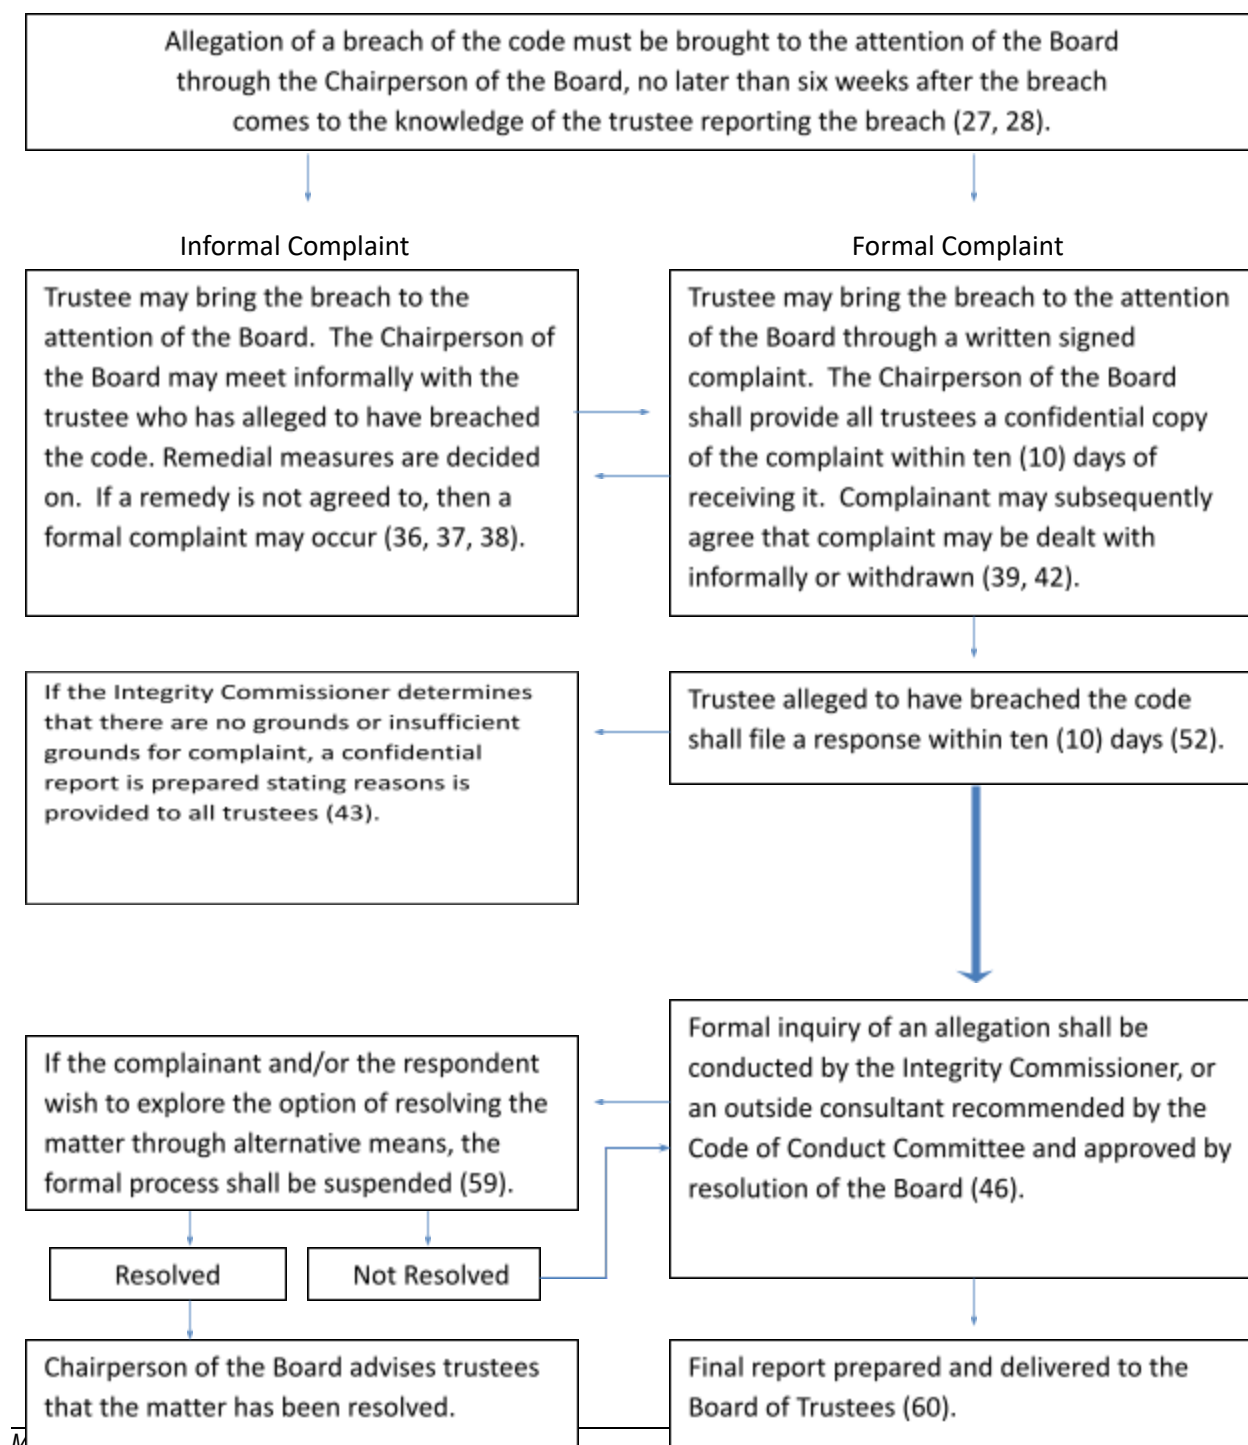 Allegation of a breach of the code must be brought to the attention of the Board
through the Chairperson of the Board, no later than six weeks after the breach
comes to the knowledge of the trustee reporting the breach (27, 28).
Informal Complaint
Trustee may bring the breach to the
attention of the Board.  The Chairperson of
the Board may meet informally with the
trustee who has alleged to have breached
the code. Remedial measures are decided
on.  If a remedy is not agreed to, then a
formal complaint may occur (36, 37, 38).
Formal Complaint
Trustee may bring the breach to the attention
of the Board through a written signed
complaint.  The Chairperson of the Board
shall provide all trustees a confidential copy
of the complaint within ten (10) days of
receiving it.  Complainant may subsequently
agree that complaint may be dealt with
informally or withdrawn (39, 42).
If the Integrity Commissioner determines
that there are no grounds or insufficient
grounds for complaint, a confidential
report is prepared stating reasons is
provided to all trustees (43).
Trustee alleged to have breached the code
shall file a response within ten (10) days (52).
If the complainant and/or the respondent
wish to explore the option of resolving the
matter through alternative means, the
formal process shall be suspended (59).
Formal inquiry of an allegation shall be
conducted by the Integrity Commissioner, or
an outside consultant recommended by the
Code of Conduct Committee and approved by
resolution of the Board (46).
Resolved
Not Resolved
Chairperson of the Board advises trustees
that the matter has been resolved.
Final report prepared and delivered to the
Board of Trustees (60).